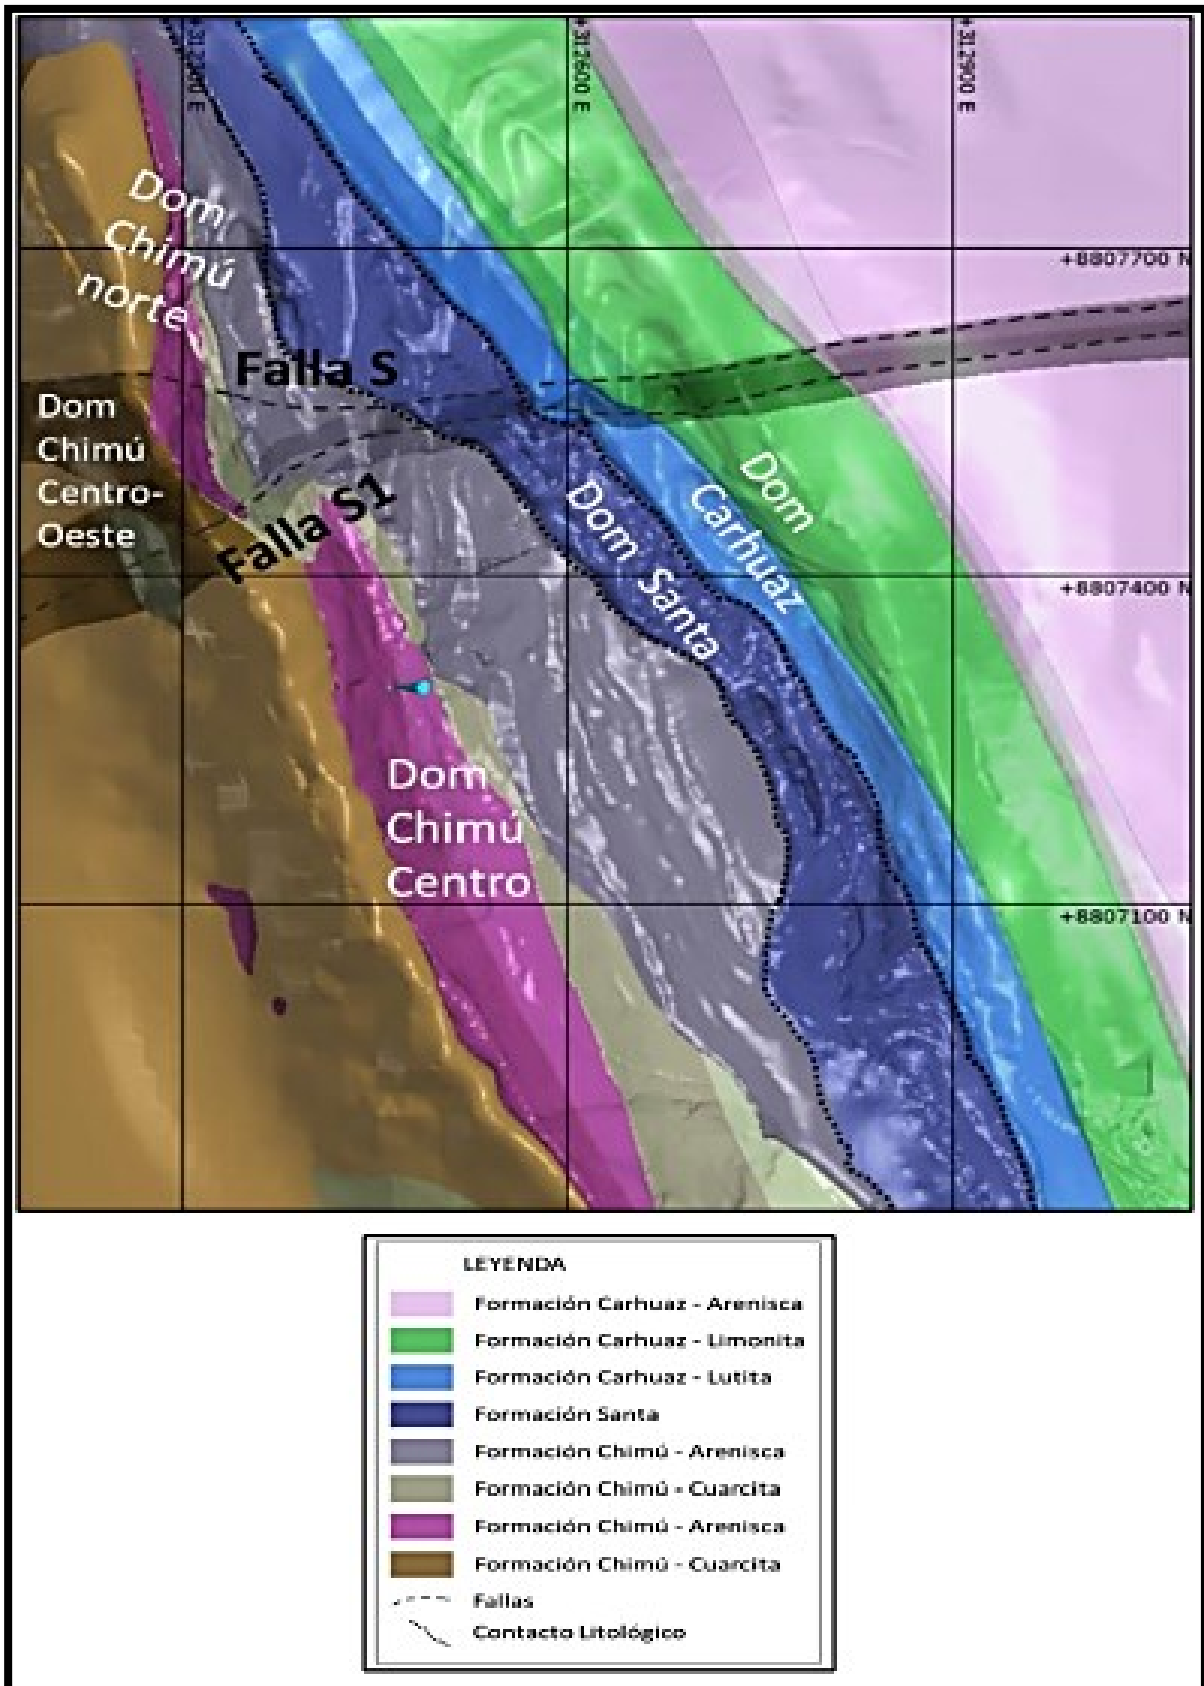 +312300 E
+312600 E
+312900 E
Dom
Chimú
norte
+8807700 N
Falla S
Dom
Chimú
Centro-
Oeste
Falla S1
Dom
Carhuaz
Dom Santa
+8807400 N
Dom
Chimú
Centro
+8807100 N
LEYENDA
Formación Carhuaz - Arenisca
Formación Carhuaz - Limonita
Formación Carhuaz - Lutita
Formación Santa
Formación Chimú - Arenisca
Formación Chimú - Cuarcita
Formación Chimú - Arenisca
Formación Chimú - Cuarcita
Fallas
Contacto Litológico